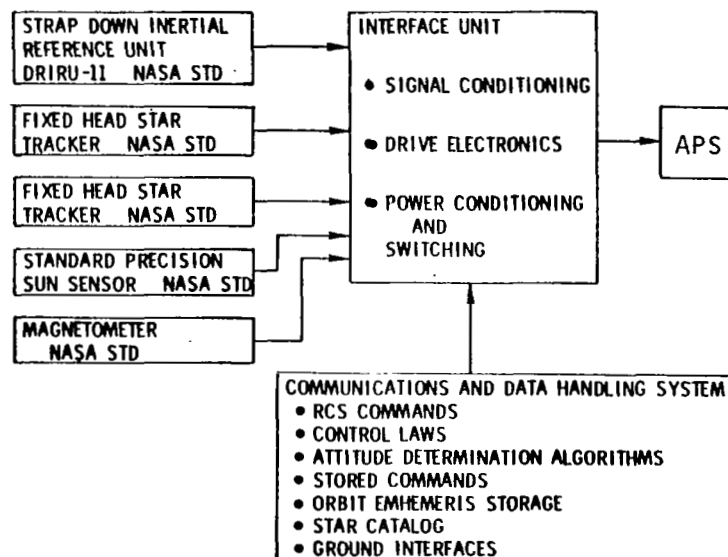 STRAP DOWN INERTIAL
REFERENCE UNIT
DRIRU-11 NASA STD
FIXED HEAD STAR
TRACKER NASA STD
FIXED HEAD STAR
TRACKER NASA STD
STANDARD PRECISION
SUN SENSOR NASA STD
MAGNETOMETER
NASA STD
INTERFACE UNIT
• SIGNAL CONDITIONING
• DRIVE ELECTRONICS
• POWER CONDITIONING
AND
SWITCHING
APS
COMMUNICATIONS AND DATA HANDLING SYSTEM
• RCS COMMANDS
• CONTROL LAWS
• ATTITUDE DETERMINATION ALGORITHMS
• STORED COMMANDS
• ORBIT EMHEMERIS STORAGE
• STAR CATALOG
• GROUND INTERFACES